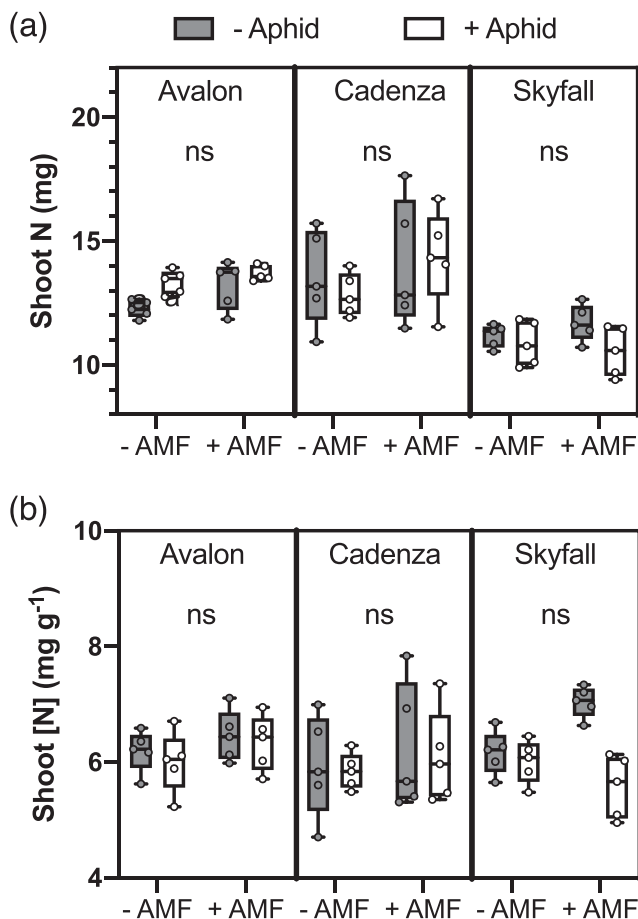 (a) - Aphid + Aphid
Avalon Cadenza Skyfall
ns ns ns
20
15
10
Shoot N (mg)
- AMF + AMF - AMF + AMF - AMF + AMF
(b)
Avalon Cadenza Skyfall
ns ns ns
10
8
6
4
Shoot [N] (mg g⁻¹)
- AMF + AMF - AMF + AMF - AMF + AMF